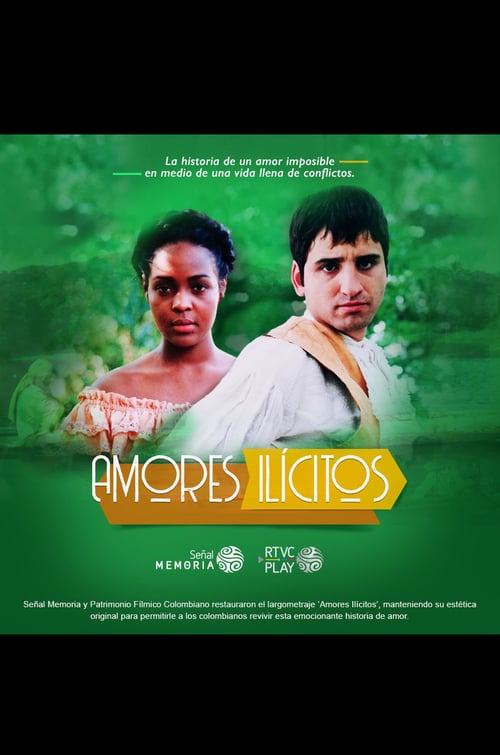 La historia de un amor imposible
en medio de una vida llena de conflictos.
AMORES ILÍCITOS
Señal
MEMORIA
RTVC
PLAY
Señal Memoria y Patrimonio Fílmico Colombiano restauraron el largometraje 'Amores Ilícitos', manteniendo su estética
original para permitirle a los colombianos revivir esta emocionante historia de amor.